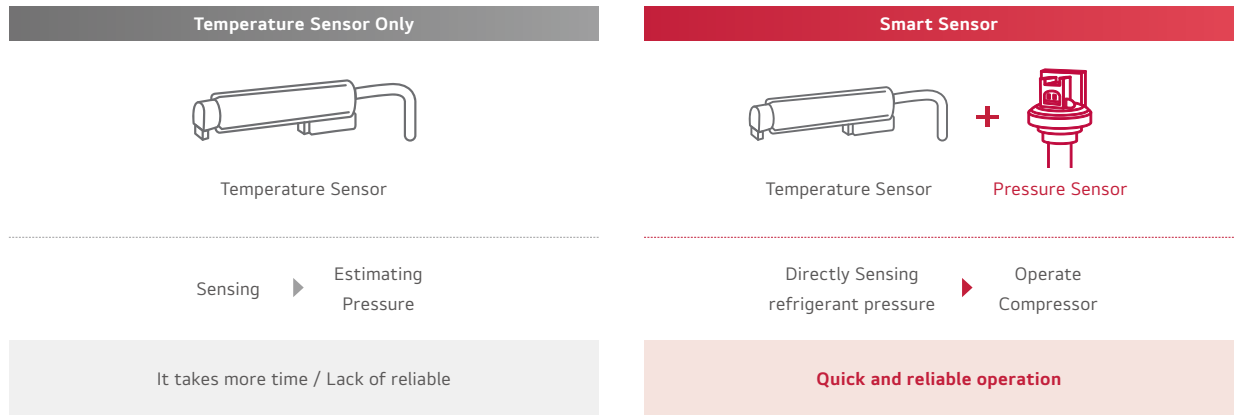 Temperature Sensor Only
Temperature Sensor
Sensing
Estimating
Pressure
It takes more time / Lack of reliable
Smart Sensor
+
Temperature Sensor
Pressure Sensor
Directly Sensing
refrigerant pressure
Operate
Compressor
Quick and reliable operation